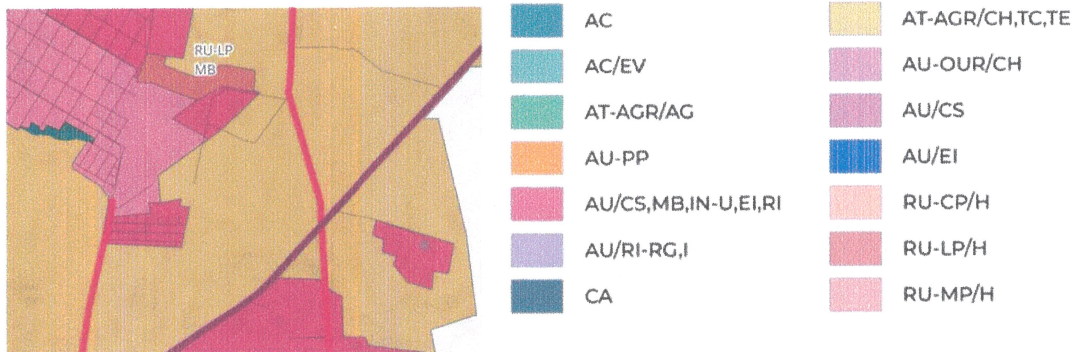 RU-LP
MB
AC
AC/EV
AT-AGR/AG
AU-PP
AU/CS,MB,IN-U,EI,RI
AU/RI-RG,I
CA
AT-AGR/CH,TC,TE
AU-OUR/CH
AU/CS
AU/EI
RU-CP/H
RU-LP/H
RU-MP/H